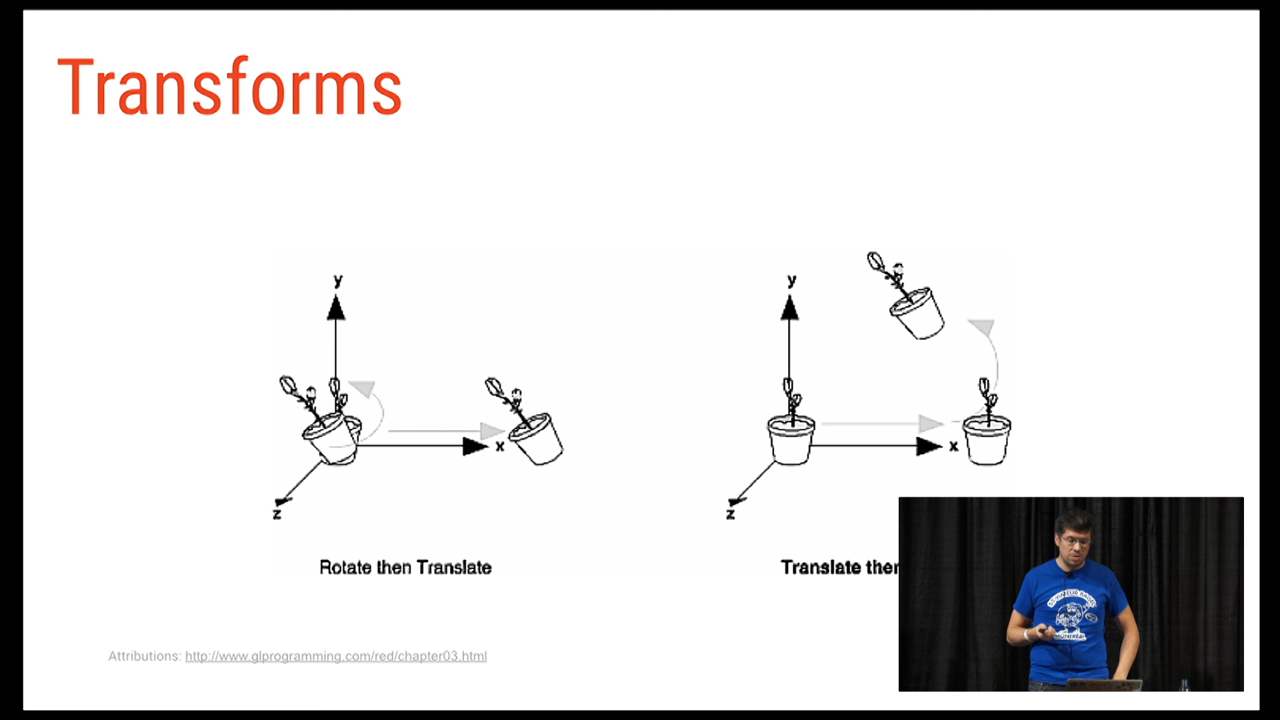 Transforms
y
x
z
Rotate then Translate
y
x
z
Translate then
Attributions: http://www.glprogramming.com/red/chapter03.html